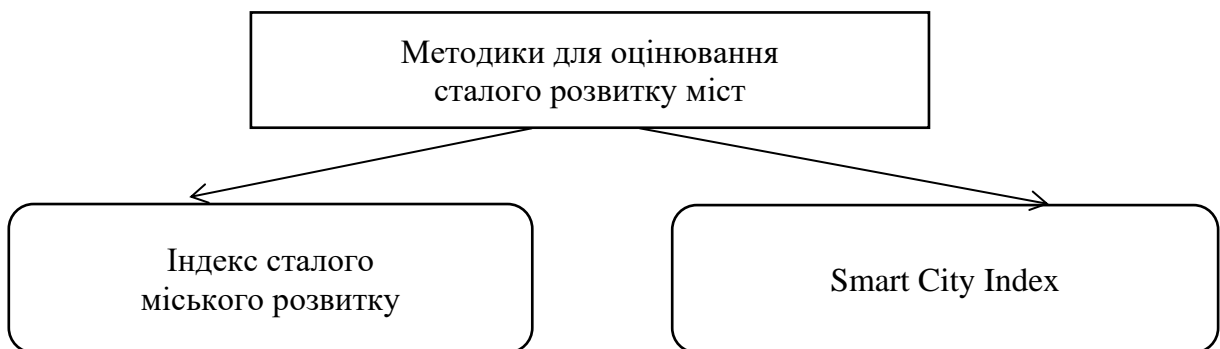 Методики для оцінювання
сталого розвитку міст
Індекс сталого
міського розвитку
Smart City Index